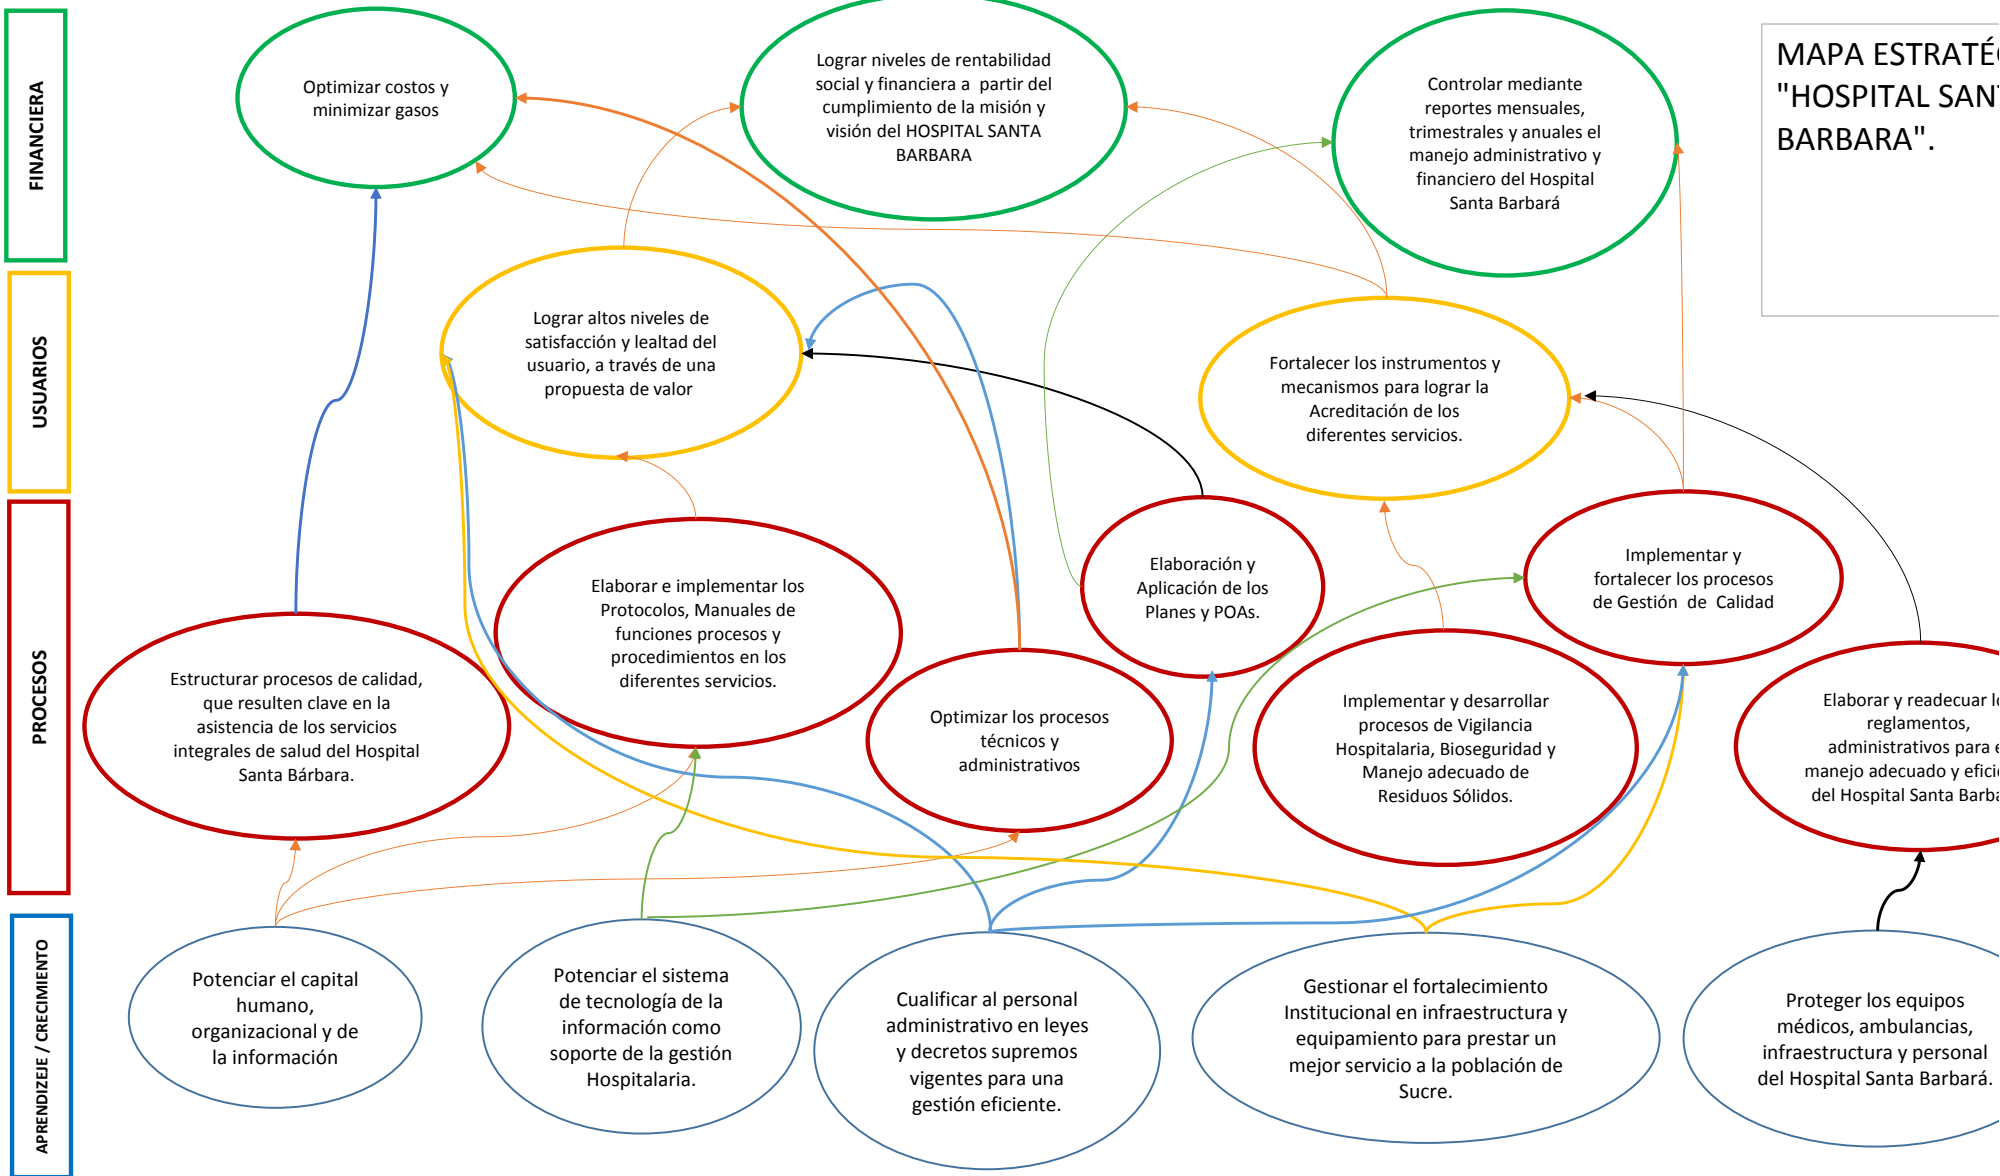 FINANCIERA
Optimizar costos y
minimizar gasos
Lograr niveles de rentabilidad
social y financiera a partir del
cumplimiento de la misión y
visión del HOSPITAL SANTA
BARBARA
Controlar mediante
reportes mensuales,
trimestrales y anuales el
manejo administrativo y
financiero del Hospital
Santa Barbará
MAPA ESTRATÉ
"HOSPITAL SAN
BARBARA".
USUARIOS
Lograr altos niveles de
satisfacción y lealtad del
usuario, a través de una
propuesta de valor
Fortalecer los instrumentos y
mecanismos para lograr la
Acreditación de los
diferentes servicios.
PROCESOS
Estructurar procesos de calidad,
que resulten clave en la
asistencia de los servicios
integrales de salud del Hospital
Santa Bárbara.
Elaborar e implementar los
Protocolos, Manuales de
funciones procesos y
procedimientos en los
diferentes servicios.
Optimizar los procesos
técnicos y
administrativos
Elaboración y
Aplicación de los
Planes y POAs.
Implementar y desarrollar
procesos de Vigilancia
Hospitalaria, Bioseguridad y
Manejo adecuado de
Residuos Sólidos.
Implementar y
fortalecer los procesos
de Gestión de Calidad
Elaborar y readecuar lo
reglamentos,
administrativos para e
manejo adecuado y efici
del Hospital Santa Barba
APRENDIZEJE / CRECIMIENTO
Potenciar el capital
humano,
organizacional y de
la información
Potenciar el sistema
de tecnología de la
información como
soporte de la gestión
Hospitalaria.
Cualificar al personal
administrativo en leyes
y decretos supremos
vigentes para una
gestión eficiente.
Gestionar el fortalecimiento
Institucional en infraestructura y
equipamiento para prestar un
mejor servicio a la población de
Sucre.
Proteger los equipos
médicos, ambulancias,
infraestructura y personal
del Hospital Santa Barbará.